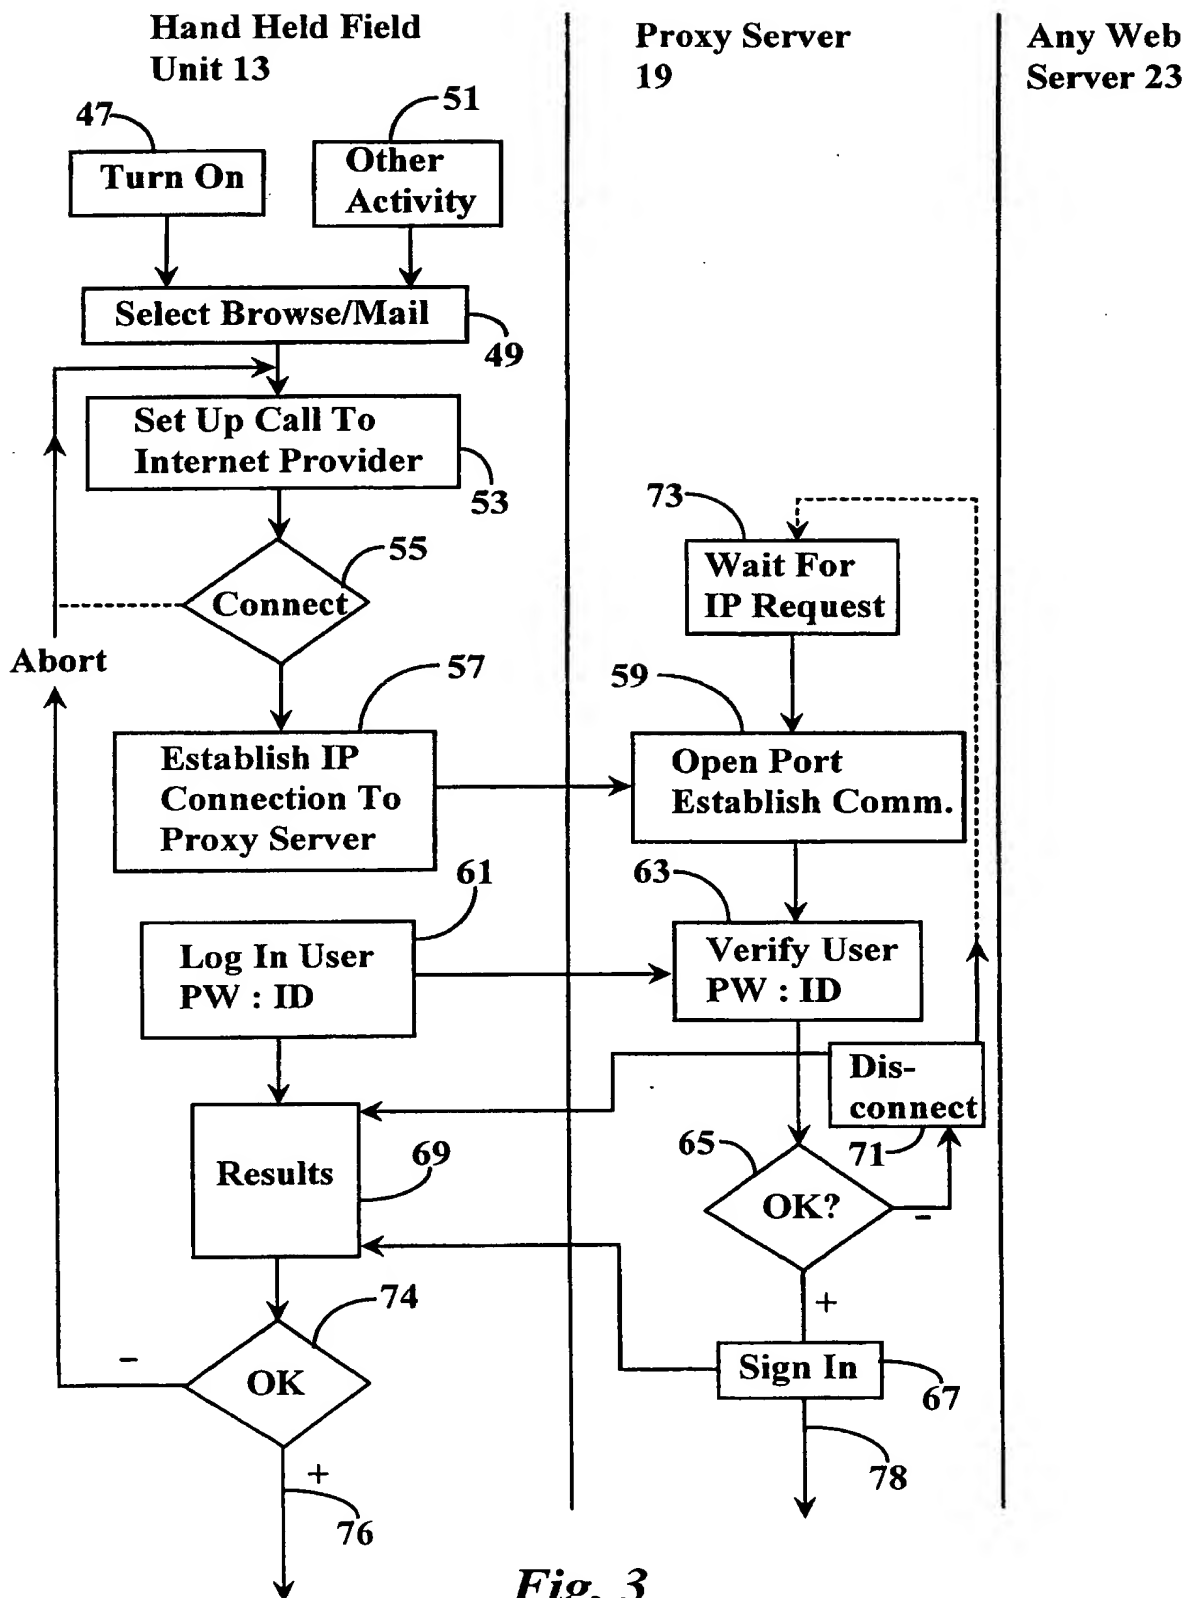 Hand Held Field
Unit 13
Proxy Server
19
Any Web
Server 23
47
51
Turn On
Other
Activity
Select Browse/Mail
49
Set Up Call To
Internet Provider
53
73
Wait For
IP Request
55
Connect
Abort
57
59
Establish IP
Connection To
Proxy Server
Open Port
Establish Comm.
61
63
Log In User
PW : ID
Verify User
PW : ID
Dis-
connect
71
65
OK?
-
+
Results
69
74
OK
-
+
76
Sign In
67
78
Fig. 3